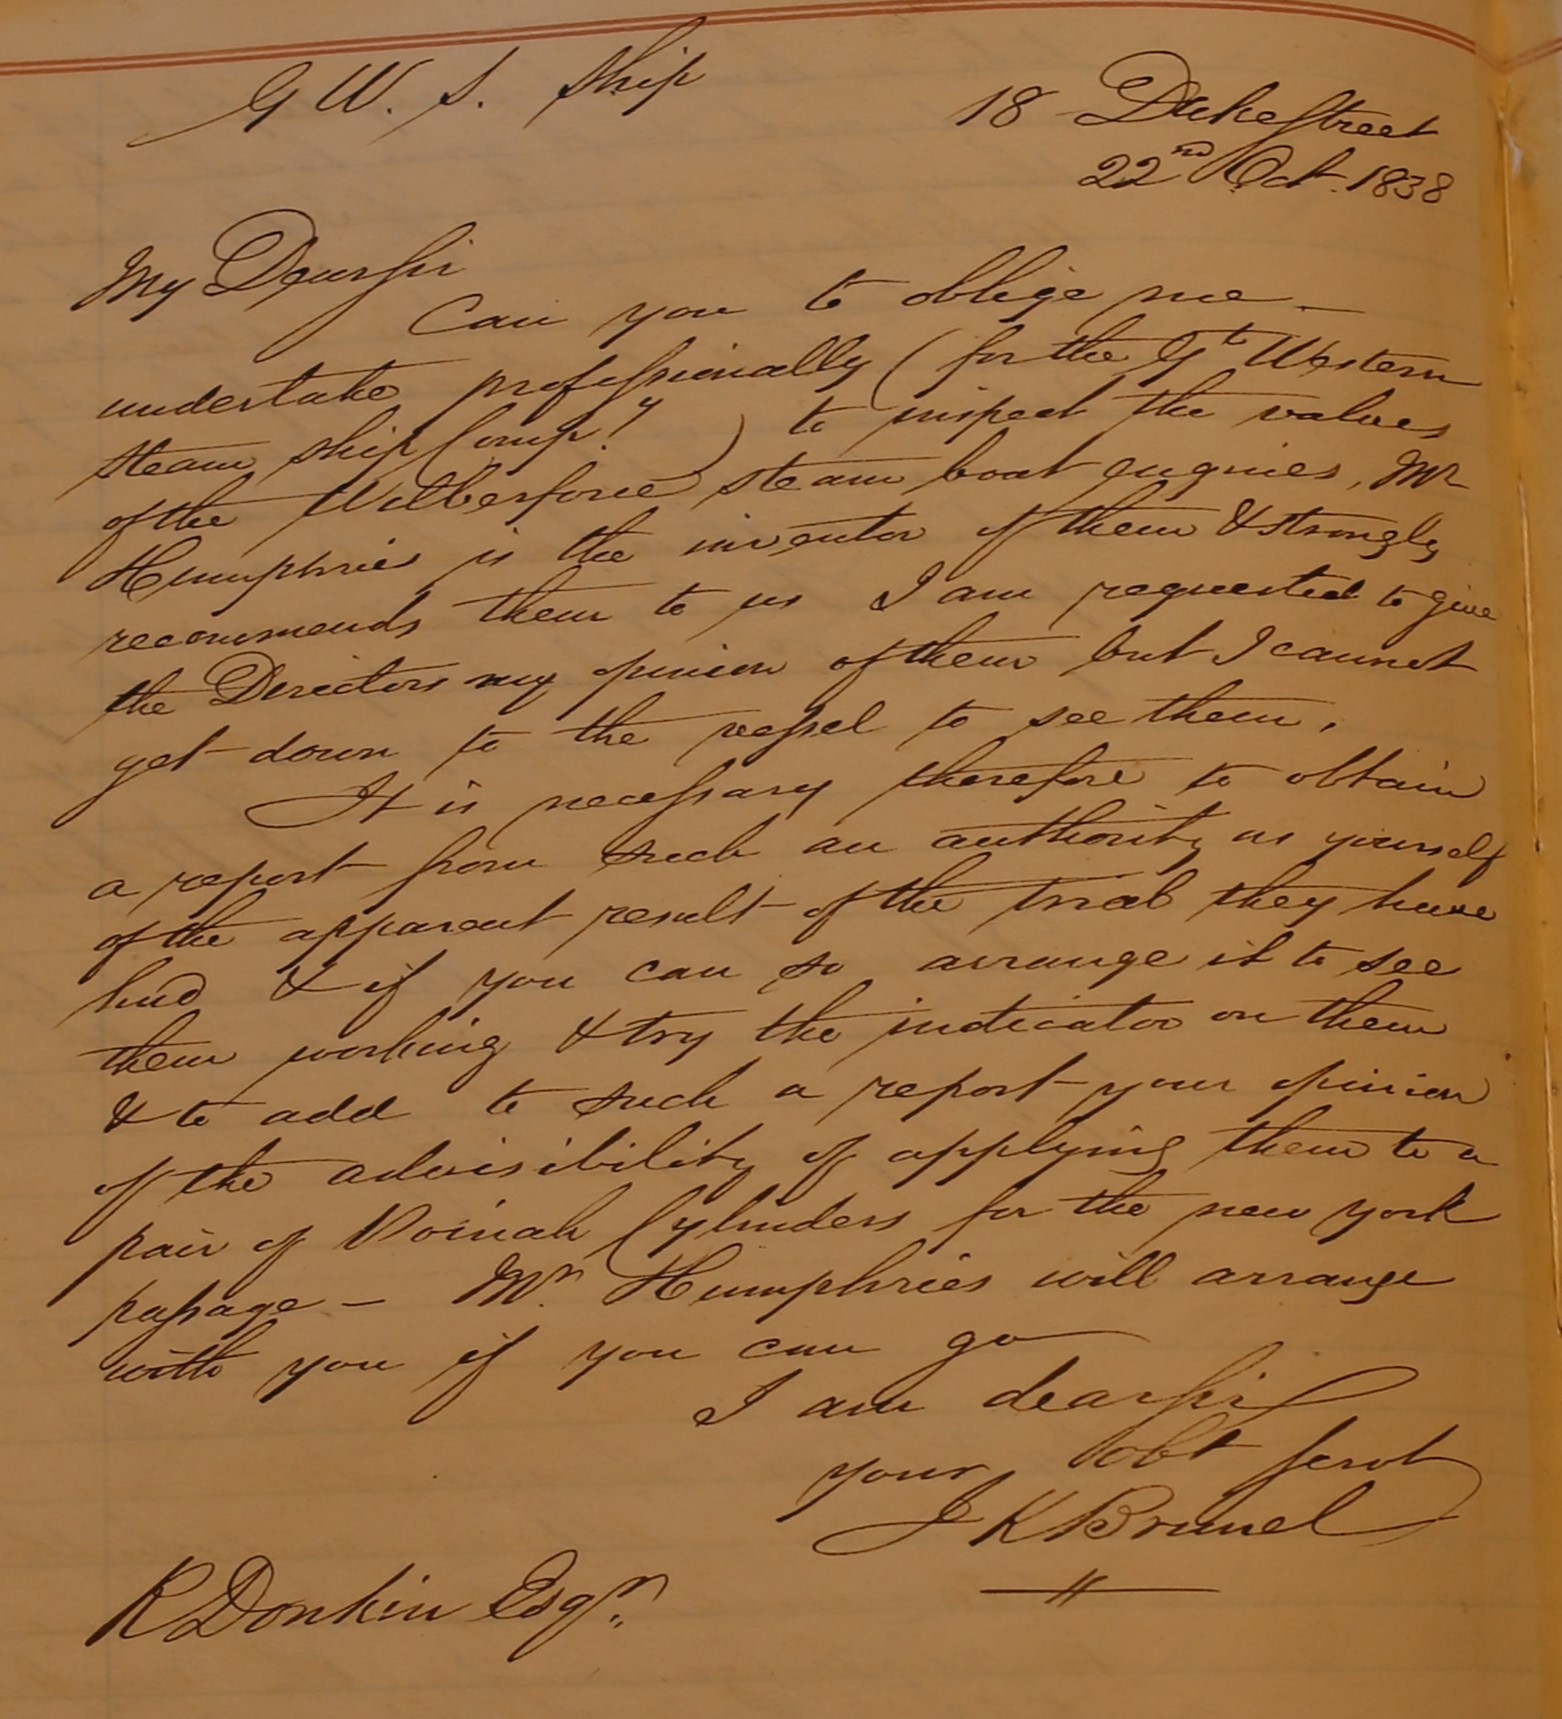 G W. S. Ship
18 Duke Street
22nd Oct. 1838
My Dear Sir
Can you to oblige me —
undertake professionally (for the Gt Western
steam ship Compy) to inspect the valves
of the Wilberforce steam boat engines, Mr
Humphries is the inventor of them & strongly
recommends them to us I am requested to give
the Directors my opinion of them but I cannot
get down to the vessel to see them,
It is necessary therefore to obtain
a report from such an authority as yourself
of the apparent result of the trial they have
had & if you can so arrange it to see
them working & try the indicator on them
& to add to such a report your opinion
of the advisibility of applying them to a
pair of Cylinders for the new york
passage — Mr. Humphries will arrange
with you if you can go
I am dear Sir
your obt Servt
I K Brunel
R Donkin Esqr.